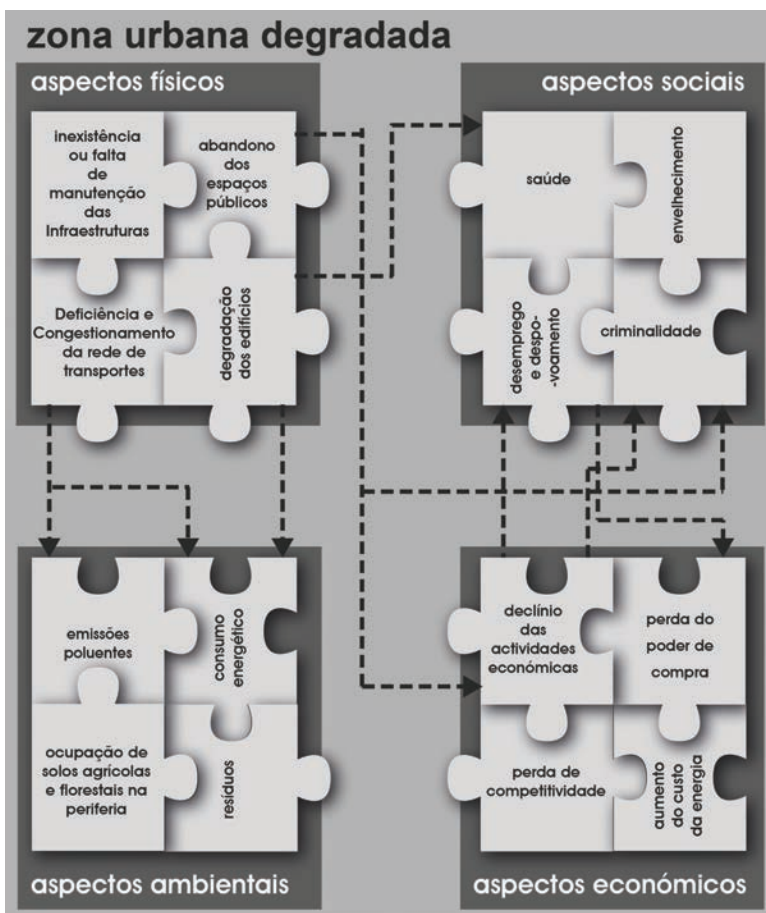 zona urbana degradada
aspectos físicos
inexistência
ou falta
de
manutenção
das
Infraestruturas
abandono
dos
espaços
públicos
Deficiência e
Congestionamento
da rede de
transportes
degradação
dos edifícios
aspectos sociais
saúde
envelhecimento
desemprego
e despo-
-voamento
criminalidade
emissões
poluentes
consumo
energético
ocupação de
solos agrícolas
e florestais na
periferia
resíduos
aspectos ambientais
declínio
das
actividades
económicas
perda do
poder de
compra
perda de
competitividade
aumento
do custo
da energia
aspectos económicos